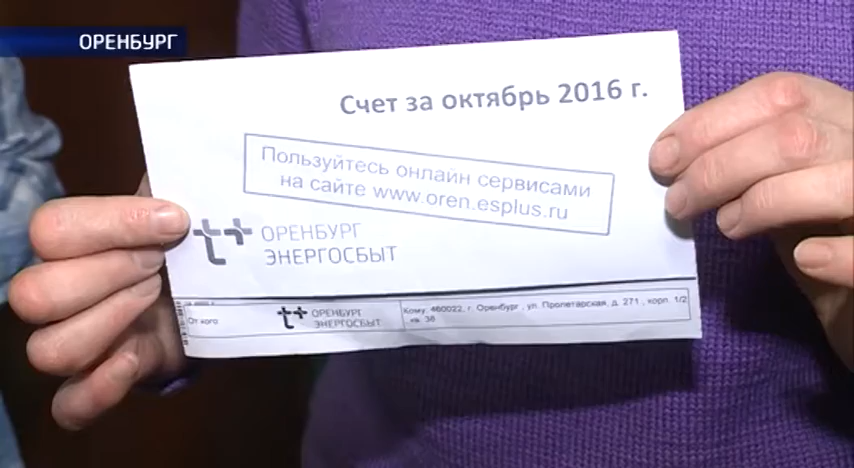 ОРЕНБУРГ
Счет за октябрь 2016 г.
Пользуйтесь онлайн сервисами
на сайте www.oren.esplus.ru
ОРЕНБУРГ
ЭНЕРГОСБЫТ
От кого
ОРЕНБУРГ
ЭНЕРГОСБЫТ
Кому: 460022, г. Оренбург , ул. Пролетарская, д. 271 , корп. 1/2
кв. 38